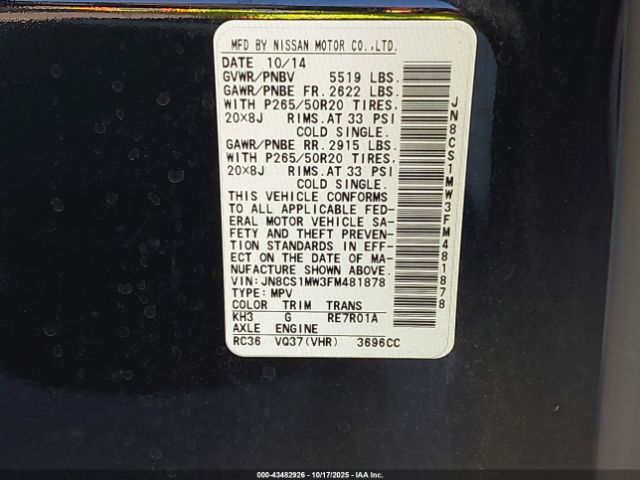 MFD BY NISSAN MOTOR CO.,LTD.
DATE 10/14
GVWR/PNBV 5519 LBS.
GAWR/PNBE FR. 2622 LBS.
WITH P265/50R20 TIRES.
20×8J RIMS.AT 33 PSI
COLD SINGLE.
GAWR/PNBE RR. 2915 LBS.
WITH P265/50R20 TIRES.
20×8J RIMS.AT 33 PSI
COLD SINGLE.
THIS VEHICLE CONFORMS
TO ALL APPLICABLE FED-
ERAL MOTOR VEHICLE SA-
FETY AND THEFT PREVEN-
TION STANDARDS IN EFF-
ECT ON THE DATE OF MA-
NUFACTURE SHOWN ABOVE.
VIN:JN8CS1MW3FM481878
TYPE:MPV
COLOR TRIM TRANS
KH3 G RE7R01A
AXLE ENGINE
RC36 VQ37(VHR) 3696CC
JN8CS1MW3FM481878
000-43482926 - 10/17/2025 - IAA Inc.